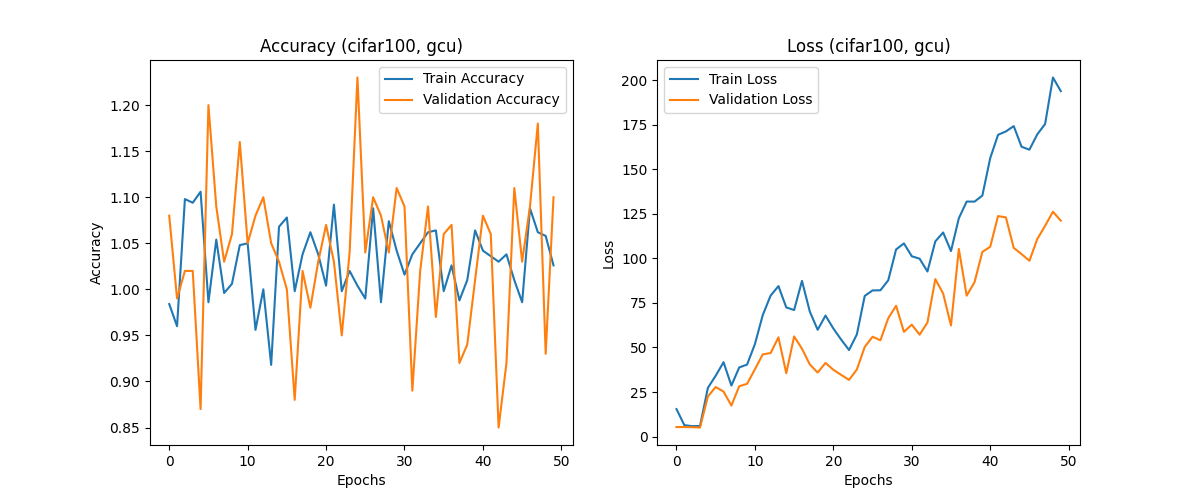 Accuracy (cifar100, gcu)
Train Accuracy
Validation Accuracy
1.20
1.15
1.10
1.05
1.00
0.95
0.90
0.85
Accuracy
0 10 20 30 40 50
Epochs
Loss (cifar100, gcu)
Train Loss
Validation Loss
200
175
150
125
100
75
50
25
0
Loss
0 10 20 30 40 50
Epochs